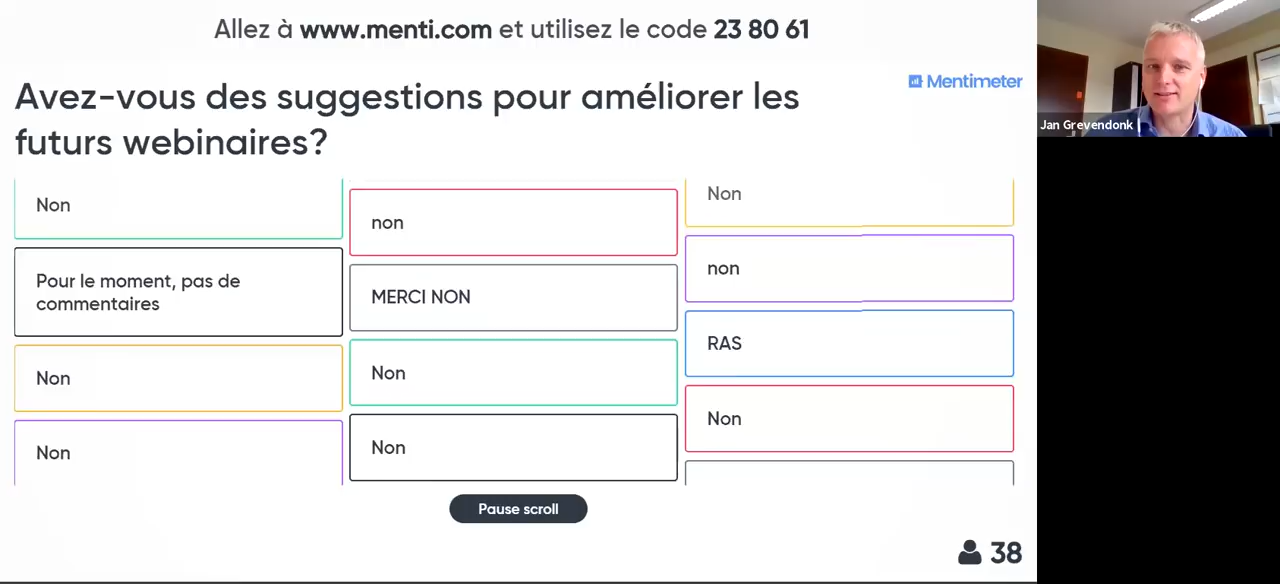 Allez à www.menti.com et utilisez le code 23 80 61
Mentimeter
Avez-vous des suggestions pour améliorer les
futurs webinaires?
Non
Pour le moment, pas de
commentaires
Non
Non
non
MERCI NON
Non
Non
Non
non
RAS
Non
Pause scroll
38
Jan Grevendonk